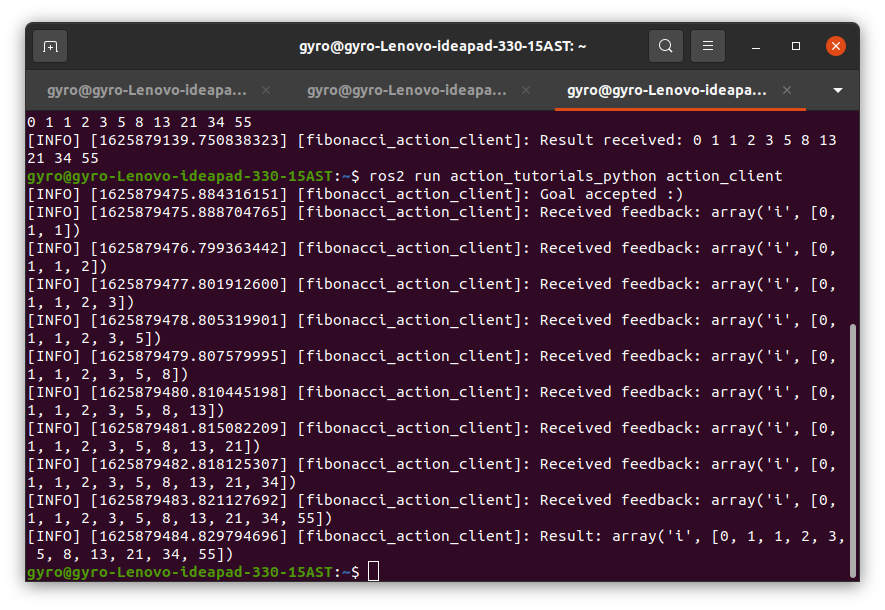 gyro@gyro-Lenovo-ideapad-330-15AST: ~
gyro@gyro-Lenovo-ideapa... gyro@gyro-Lenovo-ideapa... gyro@gyro-Lenovo-ideapa...
0 1 1 2 3 5 8 13 21 34 55
[INFO] [1625879139.750838323] [fibonacci_action_client]: Result received: 0 1 1 2 3 5 8 13
21 34 55
gyro@gyro-Lenovo-ideapad-330-15AST:~$ ros2 run action_tutorials_python action_client
[INFO] [1625879475.884316151] [fibonacci_action_client]: Goal accepted :)
[INFO] [1625879475.888704765] [fibonacci_action_client]: Received feedback: array('i', [0,
1, 1])
[INFO] [1625879476.799363442] [fibonacci_action_client]: Received feedback: array('i', [0,
1, 1, 2])
[INFO] [1625879477.801912600] [fibonacci_action_client]: Received feedback: array('i', [0,
1, 1, 2, 3])
[INFO] [1625879478.805319901] [fibonacci_action_client]: Received feedback: array('i', [0,
1, 1, 2, 3, 5])
[INFO] [1625879479.807579995] [fibonacci_action_client]: Received feedback: array('i', [0,
1, 1, 2, 3, 5, 8])
[INFO] [1625879480.810445198] [fibonacci_action_client]: Received feedback: array('i', [0,
1, 1, 2, 3, 5, 8, 13])
[INFO] [1625879481.815082209] [fibonacci_action_client]: Received feedback: array('i', [0,
1, 1, 2, 3, 5, 8, 13, 21])
[INFO] [1625879482.818125307] [fibonacci_action_client]: Received feedback: array('i', [0,
1, 1, 2, 3, 5, 8, 13, 21, 34])
[INFO] [1625879483.821127692] [fibonacci_action_client]: Received feedback: array('i', [0,
1, 1, 2, 3, 5, 8, 13, 21, 34, 55])
[INFO] [1625879484.829794696] [fibonacci_action_client]: Result: array('i', [0, 1, 1, 2, 3,
 5, 8, 13, 21, 34, 55])
gyro@gyro-Lenovo-ideapad-330-15AST:~$